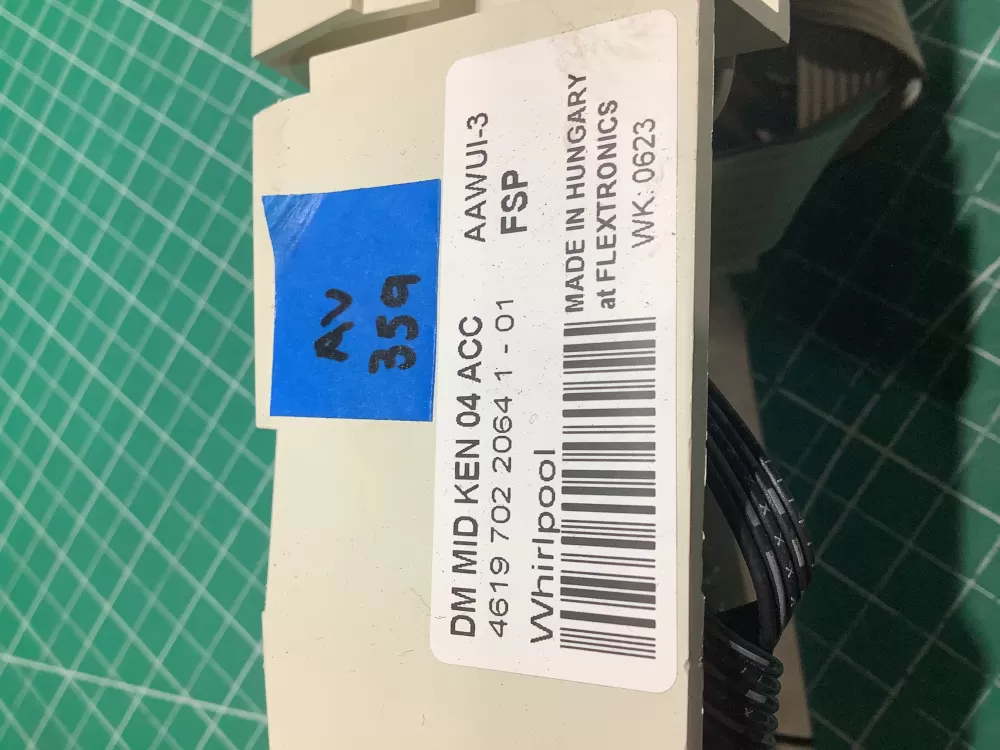 AV
359
DM MID KEN 04 ACC AAWUI-3
4619 702 2064 1 - 01 FSP
Whirlpool
MADE IN HUNGARY
at FLEXTRONICS
WK: 0623